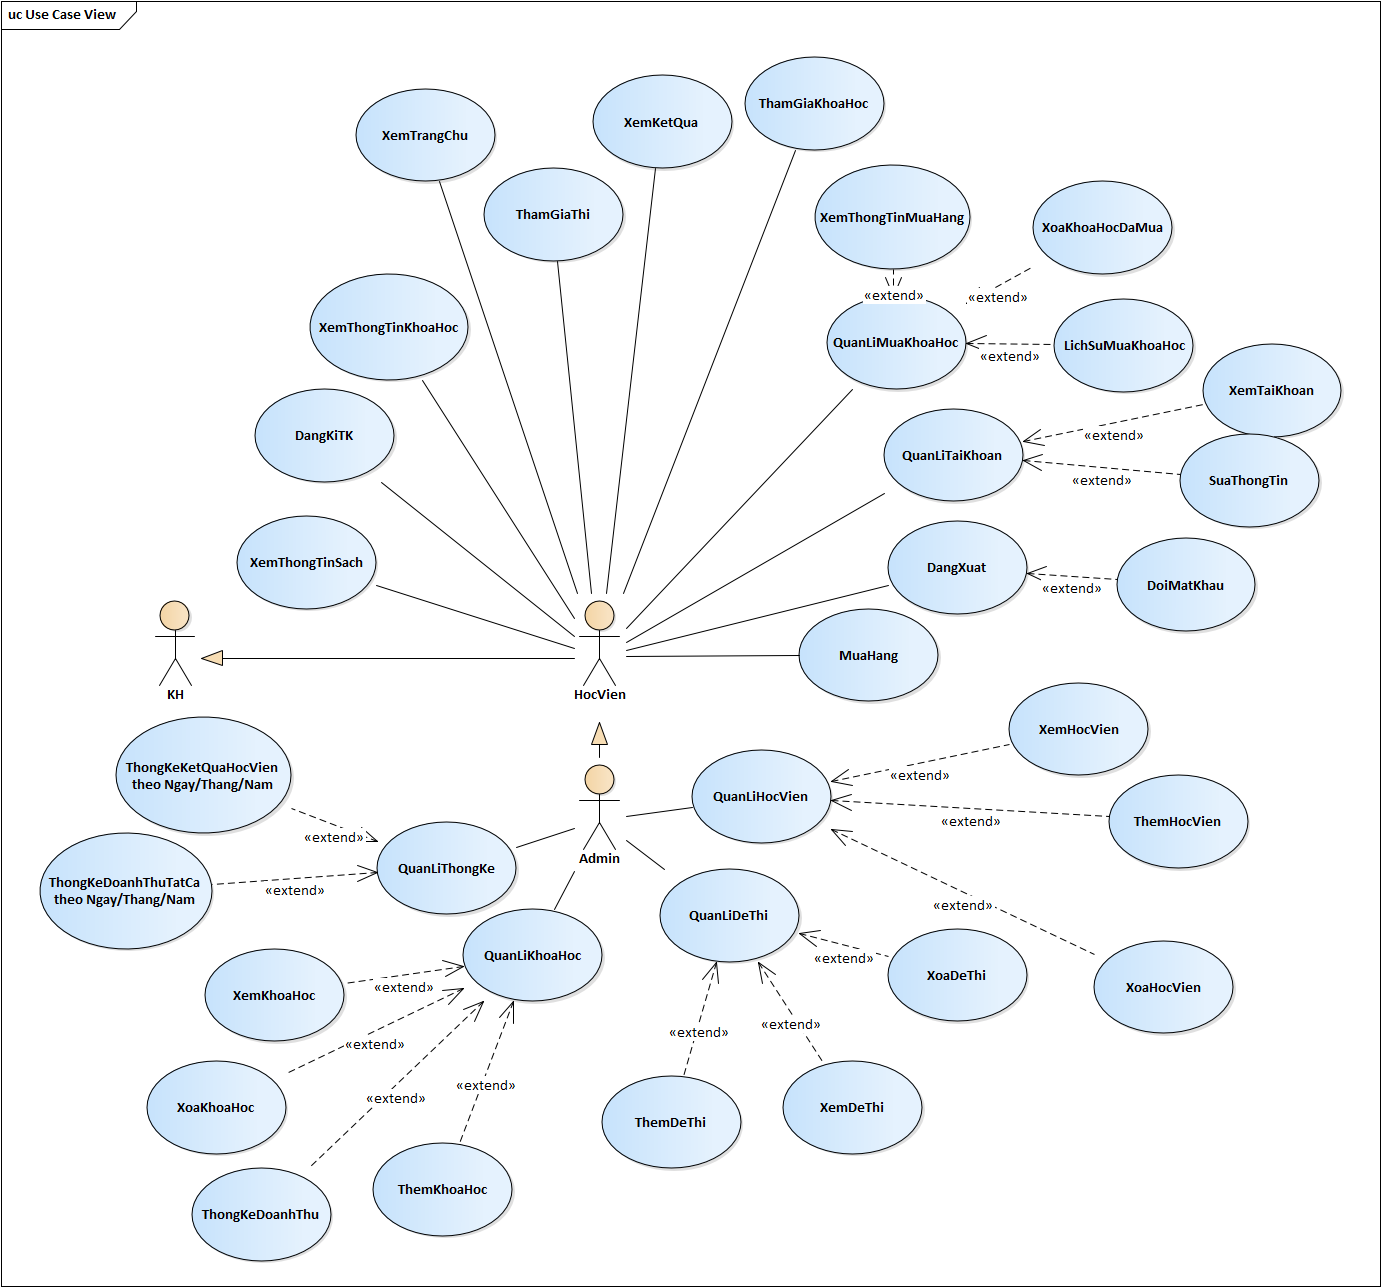 uc Use Case View
ThamGiaKhoaHoc
XemKetQua
XemTrangChu
ThamGiaThi
XemThongTinMuaHang
XoaKhoaHocDaMua
«extend»
«extend»
XemThongTinKhoaHoc
QuanLiMuaKhoaHoc
LichSuMuaKhoaHoc
«extend»
XemTaiKhoan
DangKiTK
«extend»
QuanLiTaiKhoan
«extend»
SuaThongTin
XemThongTinSach
DangXuat
DoiMatKhau
«extend»
MuaHang
KH
HocVien
XemHocVien
ThongKeKetQuaHocVien
theo Ngay/Thang/Nam
«extend»
QuanLiHocVien
ThemHocVien
«extend»
«extend»
Admin
QuanLiThongKe
ThongKeDoanhThuTatCa
theo Ngay/Thang/Nam
«extend»
«extend»
QuanLiDeThi
QuanLiKhoaHoc
«extend»
XoaDeThi
XoaHocVien
XemKhoaHoc
«extend»
«extend»
«extend»
«extend»
«extend»
«extend»
XoaKhoaHoc
XemDeThi
ThemDeThi
ThemKhoaHoc
ThongKeDoanhThu